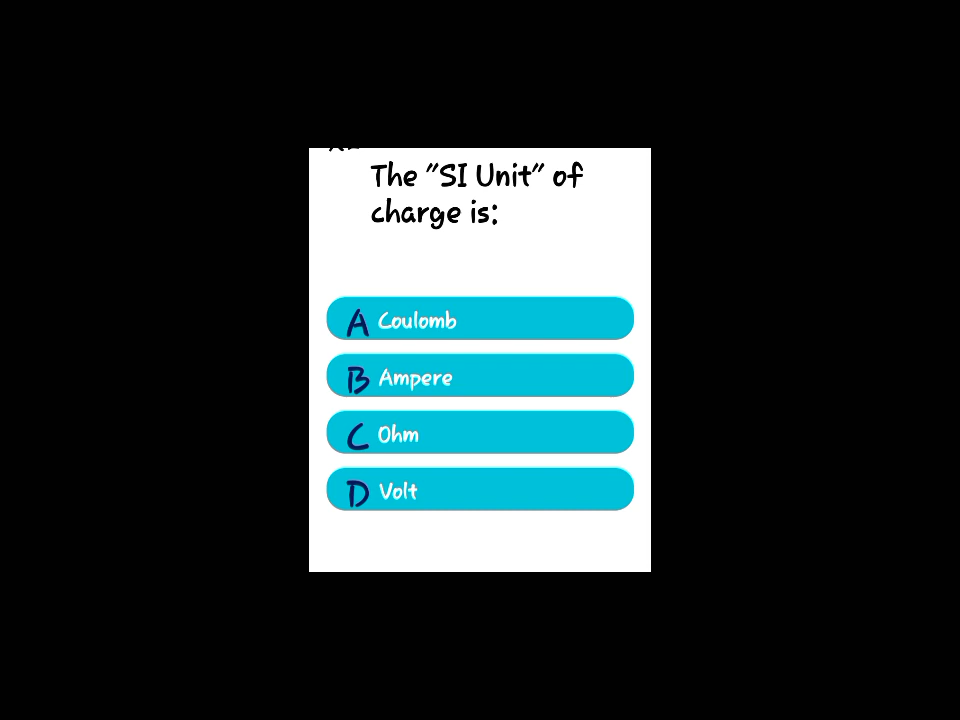 The "SI Unit" of
charge is:
A Coulomb
B Ampere
C Ohm
D Volt